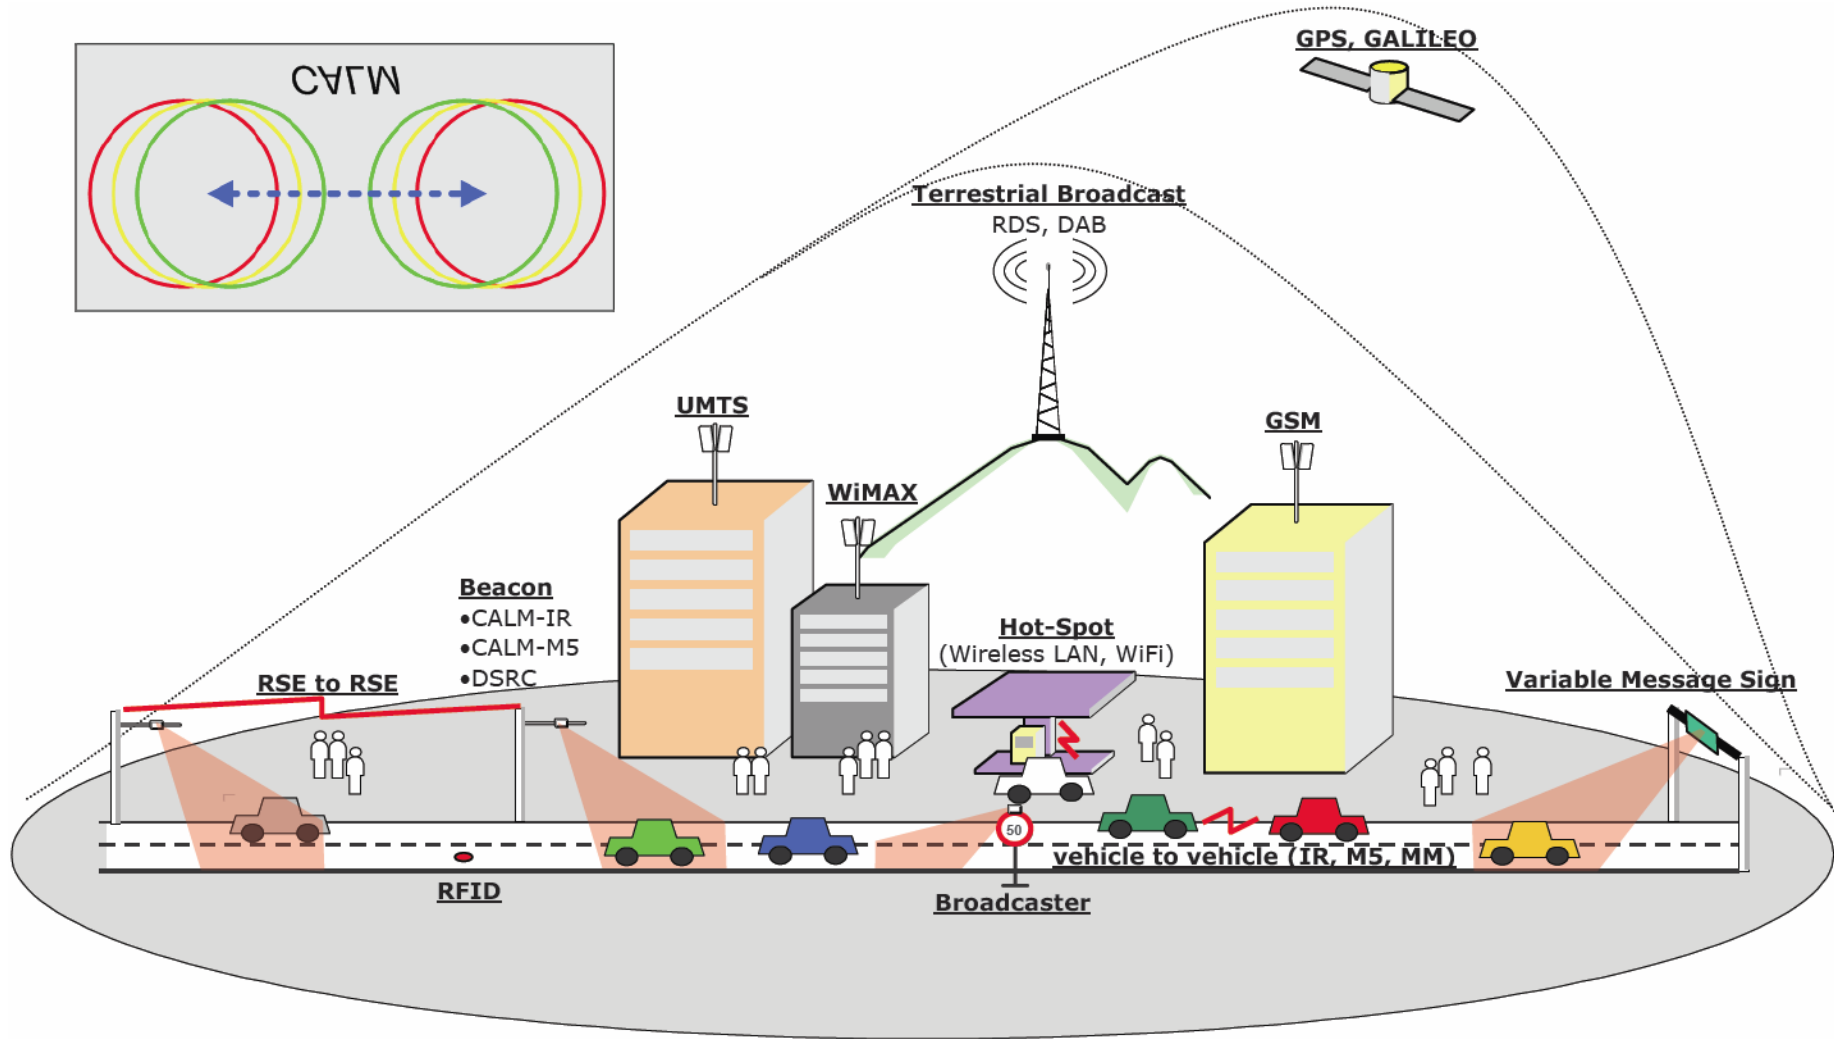 CALM
GPS, GALILEO
Terrestrial Broadcast
RDS, DAB
UMTS
GSM
WiMAX
Beacon
•CALM-IR
•CALM-M5
•DSRC
Hot-Spot
(Wireless LAN, WiFi)
RSE to RSE
Variable Message Sign
50
vehicle to vehicle (IR, M5, MM)
RFID
Broadcaster